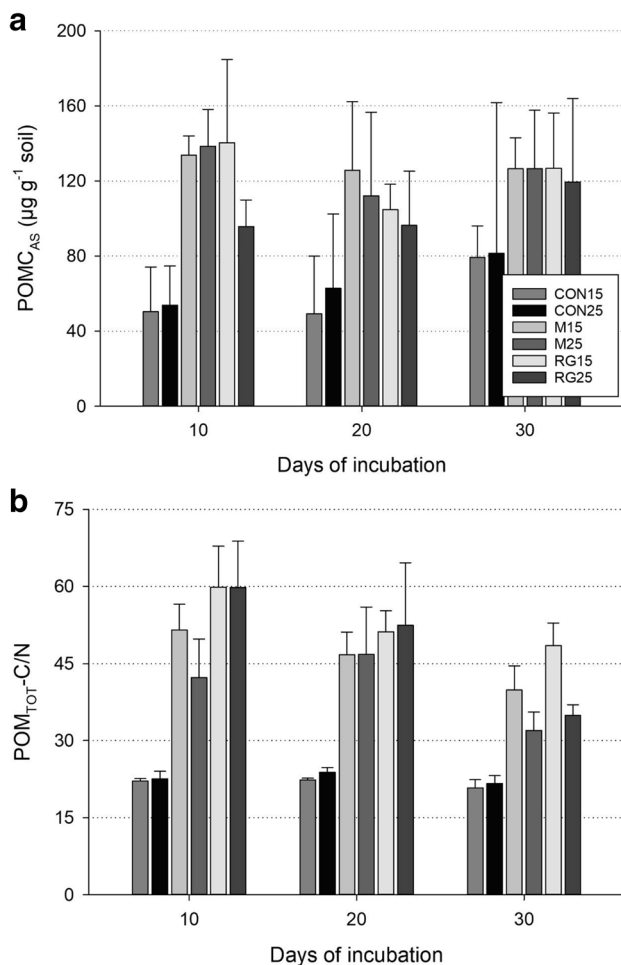 a
200
160
120
80
40
0
POMC_AS (µg g⁻¹ soil)
CON15
CON25
M15
M25
RG15
RG25
10 20 30
Days of incubation
b
75
60
45
30
15
0
POM_TOT-C/N
10 20 30
Days of incubation